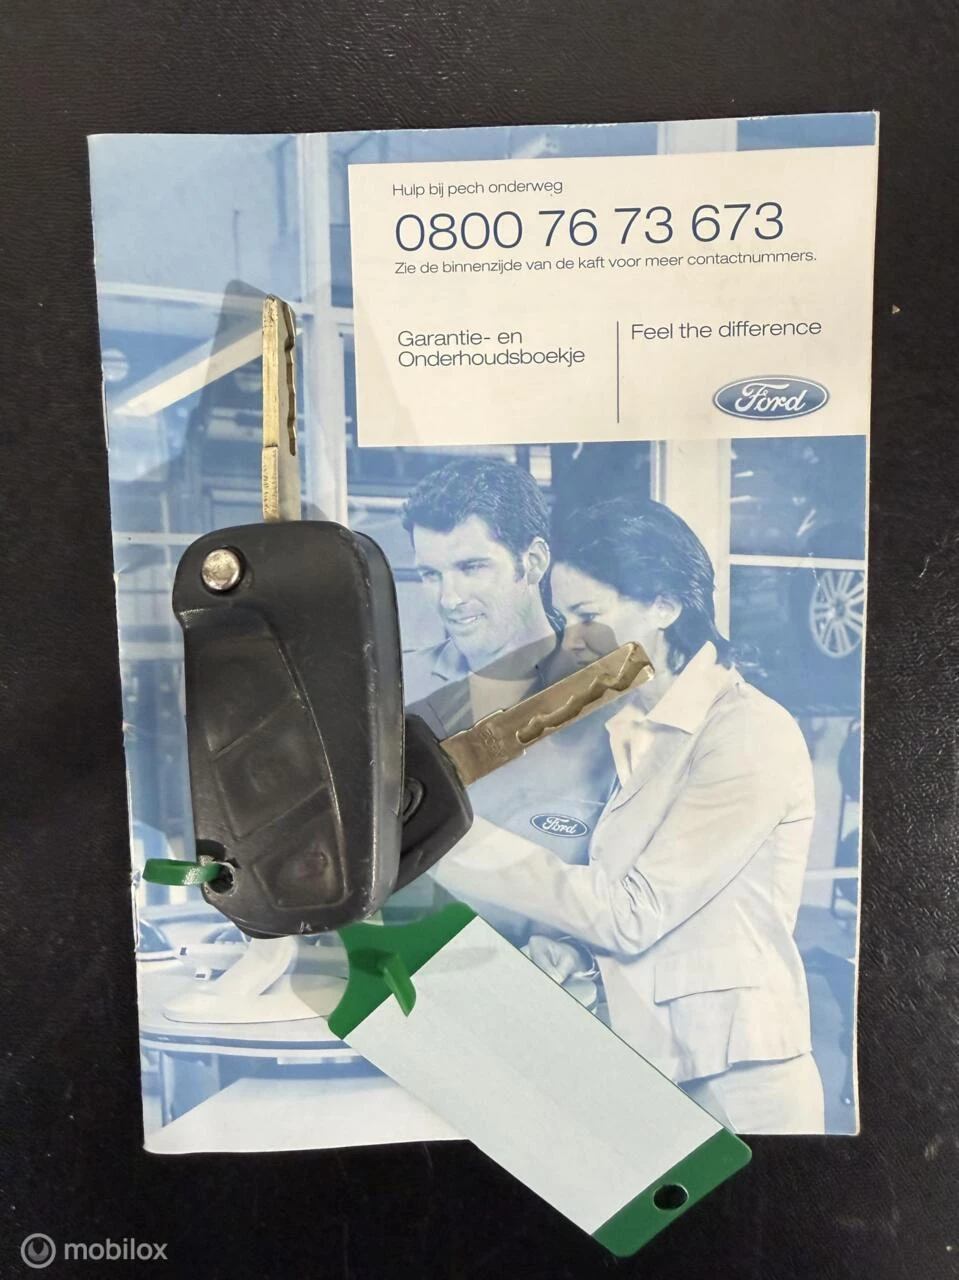 Hulp bij pech onderweg
0800 76 73 673
Zie de binnenzijde van de kaft voor meer contactnummers.
Garantie- en
Onderhoudsboekje
Feel the difference
Ford
Ford
mobilox